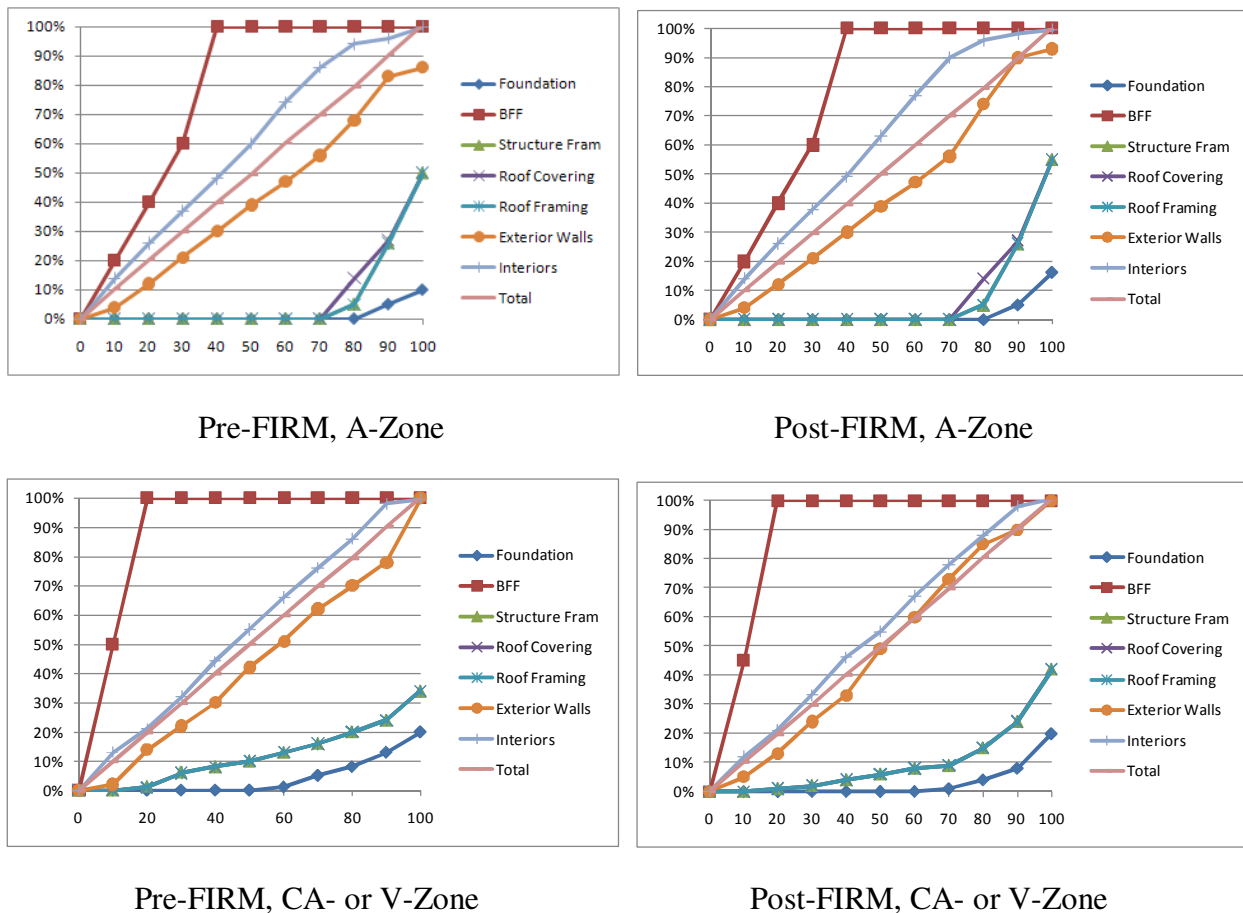 100%
90%
80%
70%
60%
50%
40%
30%
20%
10%
0%
0 10 20 30 40 50 60 70 80 90 100
Foundation
BFF
Structure Fram
Roof Covering
Roof Framing
Exterior Walls
Interiors
Total
Pre-FIRM, A-Zone
100%
90%
80%
70%
60%
50%
40%
30%
20%
10%
0%
0 10 20 30 40 50 60 70 80 90 100
Foundation
BFF
Structure Fram
Roof Covering
Roof Framing
Exterior Walls
Interiors
Total
Post-FIRM, A-Zone
100%
90%
80%
70%
60%
50%
40%
30%
20%
10%
0%
0 10 20 30 40 50 60 70 80 90 100
Foundation
BFF
Structure Fram
Roof Covering
Roof Framing
Exterior Walls
Interiors
Total
Pre-FIRM, CA- or V-Zone
100%
90%
80%
70%
60%
50%
40%
30%
20%
10%
0%
0 10 20 30 40 50 60 70 80 90 100
Foundation
BFF
Structure Fram
Roof Covering
Roof Framing
Exterior Walls
Interiors
Total
Post-FIRM, CA- or V-Zone